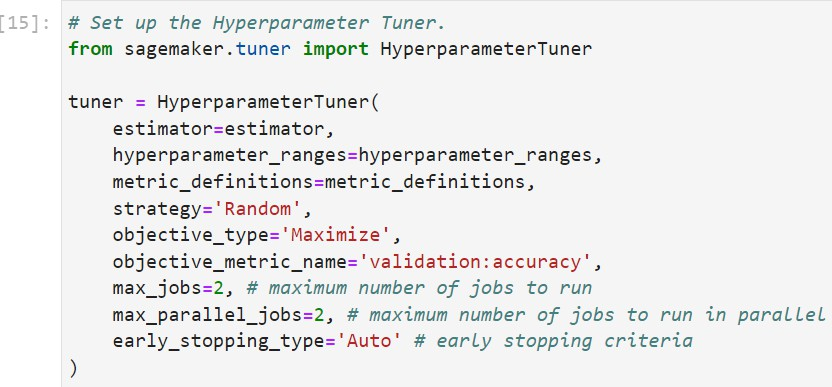 [15]: # Set up the Hyperparameter Tuner.
from sagemaker.tuner import HyperparameterTuner

tuner = HyperparameterTuner(
    estimator=estimator,
    hyperparameter_ranges=hyperparameter_ranges,
    metric_definitions=metric_definitions,
    strategy='Random',
    objective_type='Maximize',
    objective_metric_name='validation:accuracy',
    max_jobs=2, # maximum number of jobs to run
    max_parallel_jobs=2, # maximum number of jobs to run in parallel
    early_stopping_type='Auto' # early stopping criteria
)